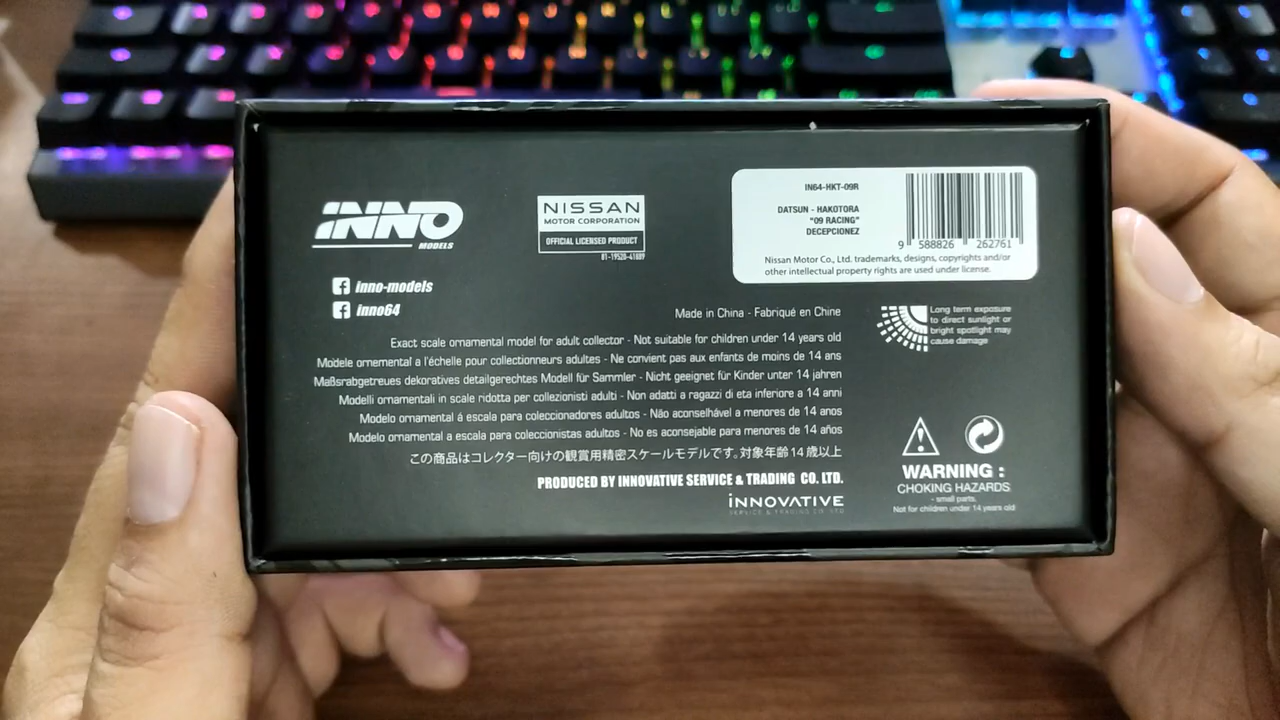 INNO
MODELS
inno-models
inno64
NISSAN
MOTOR CORPORATION
OFFICIAL LICENSED PRODUCT
IN64-HKT-09R
DATSUN - HAKOTORA
"09 RACING"
DECEPCIONEZ
9 588826 262761
Nissan Motor Co., Ltd. trademarks, designs, copyrights and/or
other intellectual property rights are used under license.
Made in China - Fabriqué en Chine
Long term exposure
to direct sunlight or
bright spotlight may
cause damage
Exact scale ornamental model for adult collector - Not suitable for children under 14 years old
Modele ornemental a l'échelle pour collectionneurs adultes - Ne convient pas aux enfants de moins de 14 ans
Maßsrabgetreues dekoratives detailgerechtes Modell für Sammler - Nicht geeignet für Kinder unter 14 jahren
Modelli ornamentali in scale ridotta per collezionisti adulti - Non adatti a ragazzi di eta inferiore a 14 anni
Modelo ornamental á escala para coleccionadores adultos - Não aconselhável a menores de 14 anos
Modelo ornamental a escala para coleccionistas adultos - No es aconsejable para menores de 14 años
この商品はコレクター向けの観賞用精密スケールモデルです。対象年齢14歳以上
PRODUCED BY INNOVATIVE SERVICE & TRADING CO. LTD.
INNOVATIVE
SERVICE & TRADING CO. LTD
WARNING :
CHOKING HAZARDS
- small parts.
Not for children under 14 years old